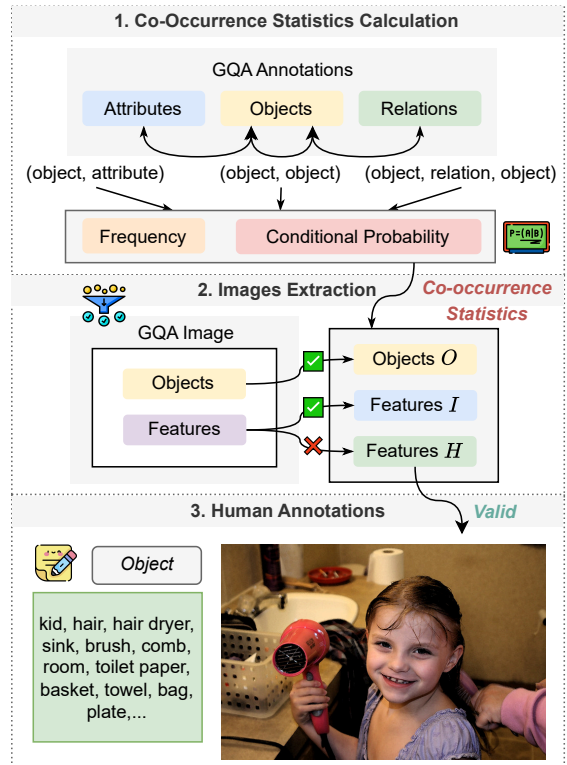 1. Co-Occurrence Statistics Calculation
GQA Annotations
Attributes
Objects
Relations
(object, attribute)
(object, object)
(object, relation, object)
Frequency
Conditional Probability
P=(A|B)
2. Images Extraction
Co-occurrence
Statistics
GQA Image
Objects
Features
Objects O
Features I
Features H
3. Human Annotations
Valid
Object
kid, hair, hair dryer,
sink, brush, comb,
room, toilet paper,
basket, towel, bag,
plate,...